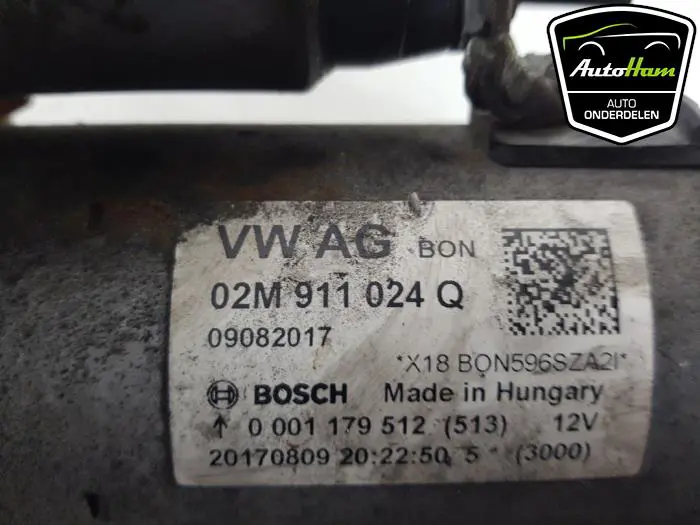 AutoHam
AUTO
ONDERDELEN
VW AG BON
02M 911 024 Q
09082017
*X18 BON596SZA2I*
BOSCH Made in Hungary
↑ 0 001 179 512 (513) 12V
20170809 20:22:50 5 (3000)